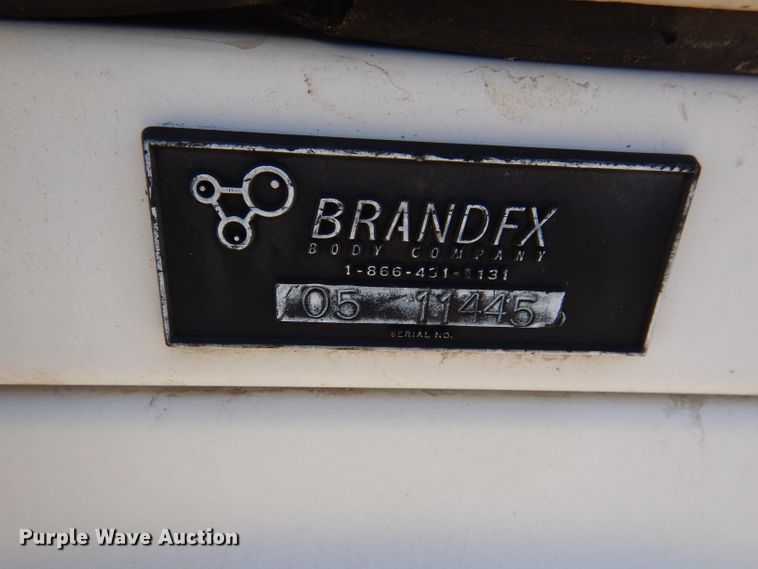 BRANDFX
BODY COMPANY
1-866-431-1131
05 11445
SERIAL NO.
Purple Wave Auction